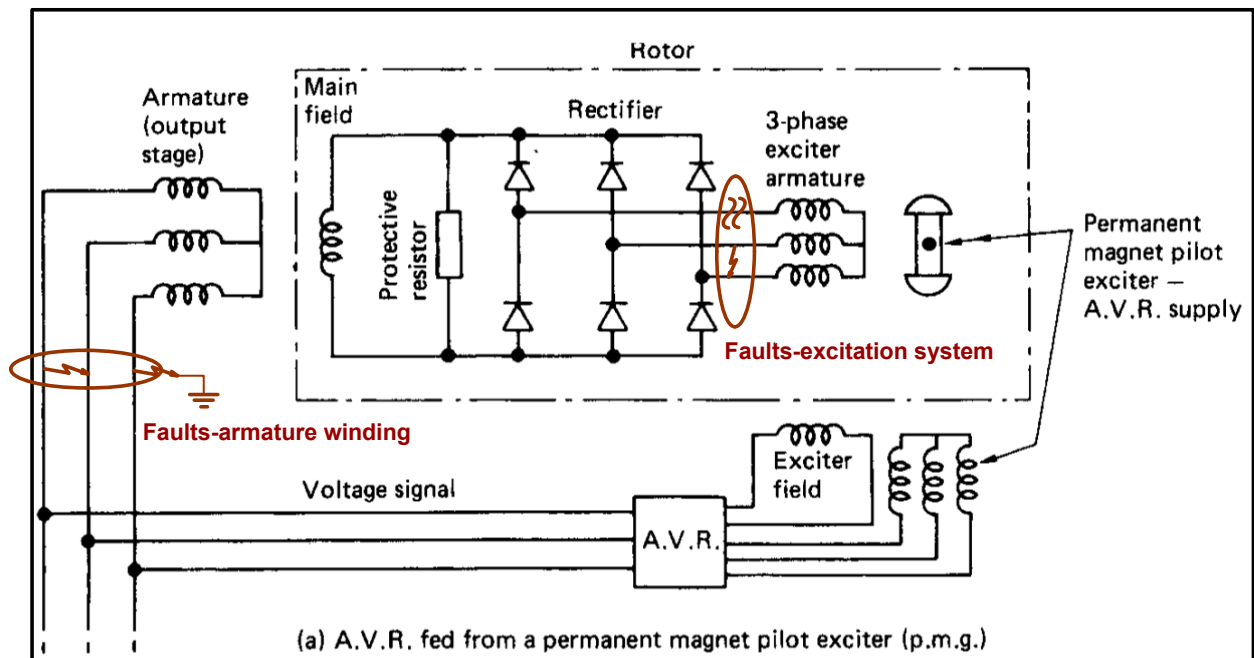 Rotor
Main
field
Armature
(output
stage)
Rectifier
3-phase
exciter
armature
Protective
resistor
Permanent
magnet pilot
exciter –
A.V.R. supply
Faults-excitation system
Faults-armature winding
Exciter
field
Voltage signal
A.V.R.
(a) A.V.R. fed from a permanent magnet pilot exciter (p.m.g.)